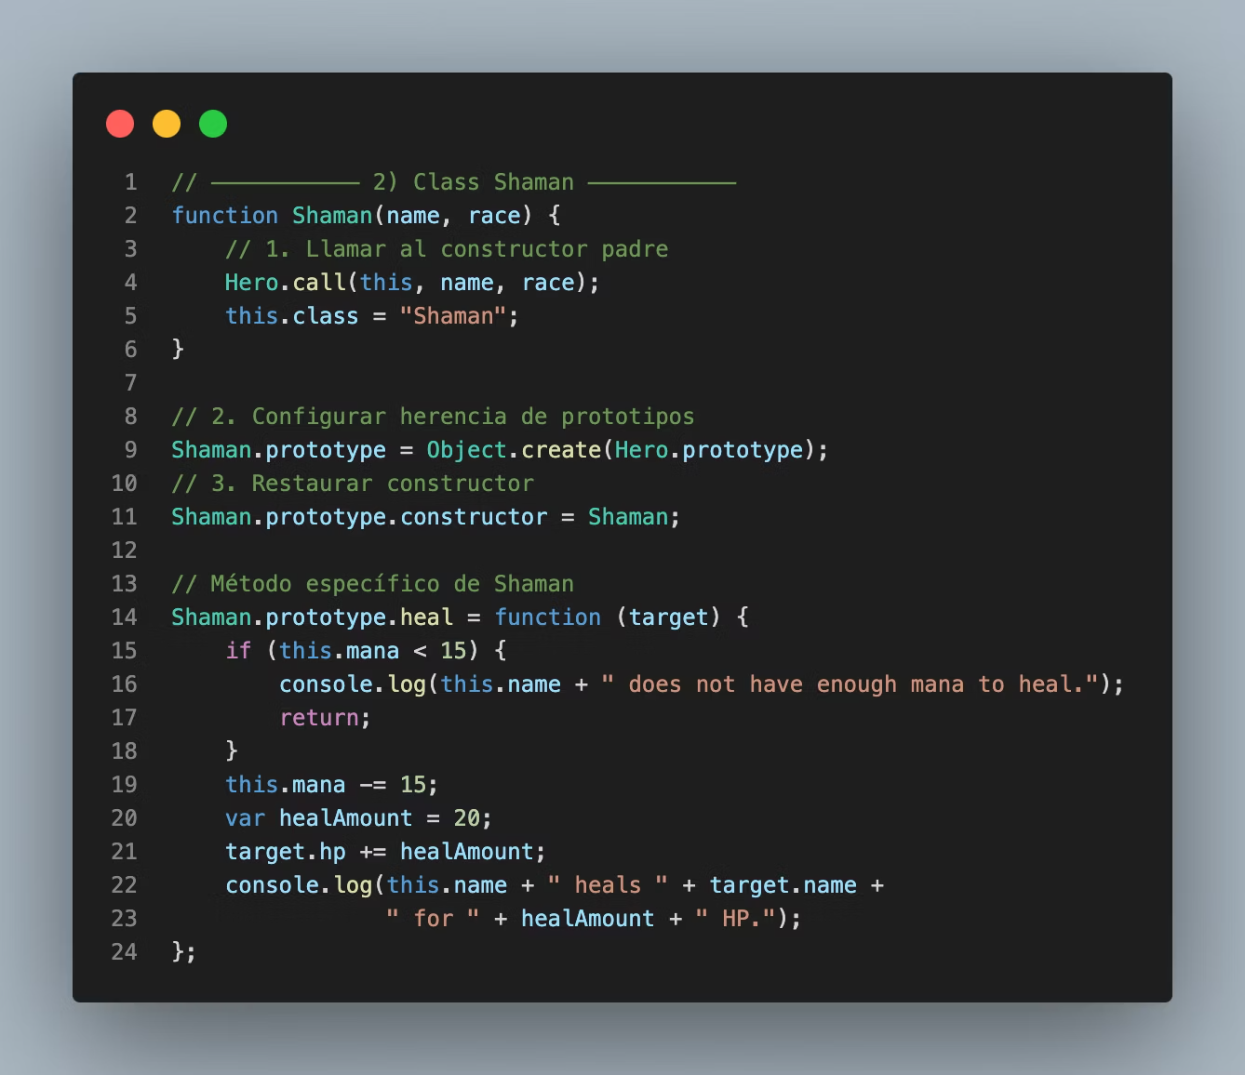 1 // ——————————— 2) Class Shaman ———————————
2 function Shaman(name, race) {
3     // 1. Llamar al constructor padre
4     Hero.call(this, name, race);
5     this.class = "Shaman";
6 }
7
8 // 2. Configurar herencia de prototipos
9 Shaman.prototype = Object.create(Hero.prototype);
10 // 3. Restaurar constructor
11 Shaman.prototype.constructor = Shaman;
12
13 // Método específico de Shaman
14 Shaman.prototype.heal = function (target) {
15     if (this.mana < 15) {
16         console.log(this.name + " does not have enough mana to heal.");
17         return;
18     }
19     this.mana -= 15;
20     var healAmount = 20;
21     target.hp += healAmount;
22     console.log(this.name + " heals " + target.name +
23                 " for " + healAmount + " HP.");
24 };